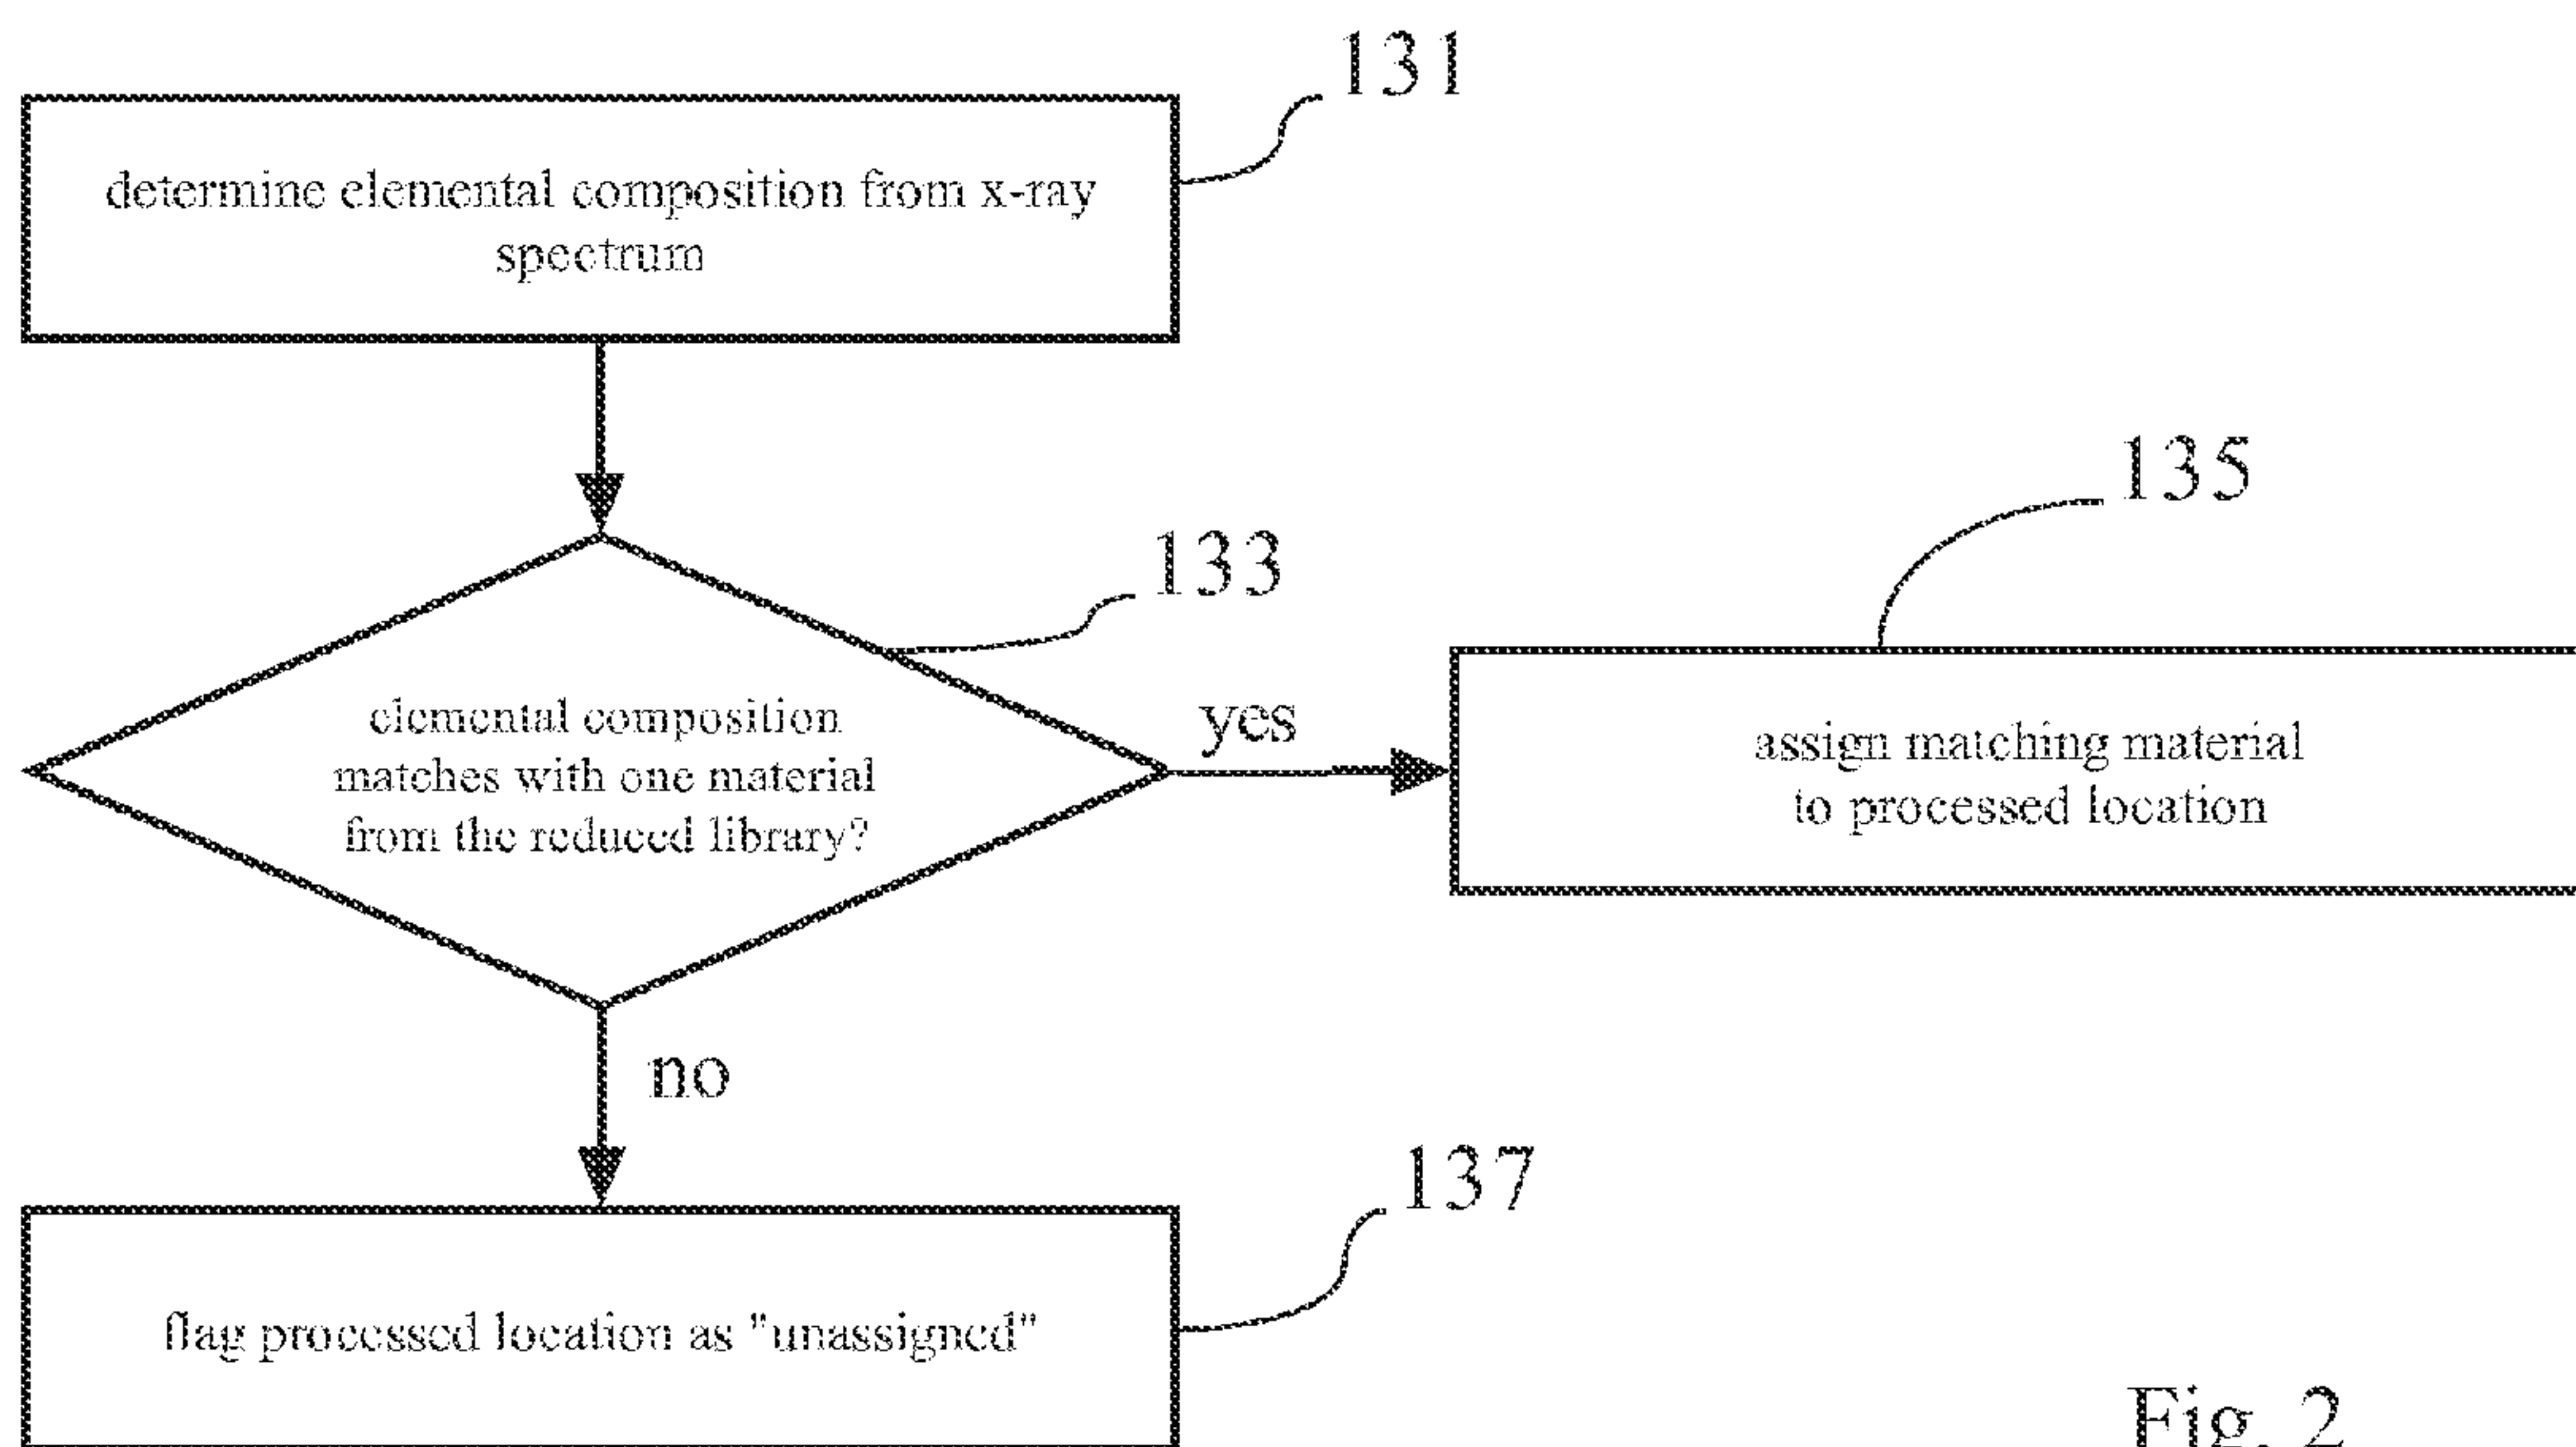 131
determine elemental composition from x-ray
spectrum
135
133
elemental composition
matches with one material
from the reduced library?
yes
assign matching material
to processed location
no
137
flag processed location as "unassigned"
Fig. 2